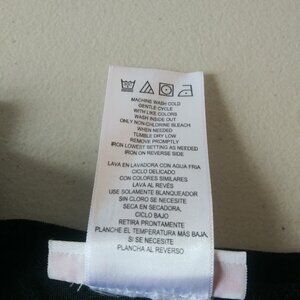 MACHINE WASH COLD
GENTLE CYCLE
WITH LIKE COLORS
WASH INSIDE OUT
ONLY NON-CHLORINE BLEACH
WHEN NEEDED
TUMBLE DRY LOW
REMOVE PROMPTLY
IRON LOWEST SETTING AS NEEDED
IRON ON REVERSE SIDE
LAVA EN LAVADORA CON AGUA FRIA
CICLO DELICADO
CON COLORES SIMILARES
LAVA AL REVÉS
USE SOLAMENTE BLANQUEADOR
SIN CLORO SE NECESITE
SECA EN SECADORA,
CICLO BAJO
RETIRA PRONTAMENTE
PLANCHE EL TEMPERATURA MÁS BAJA,
SI SE NECESITE
PLANCHA AL REVERSO